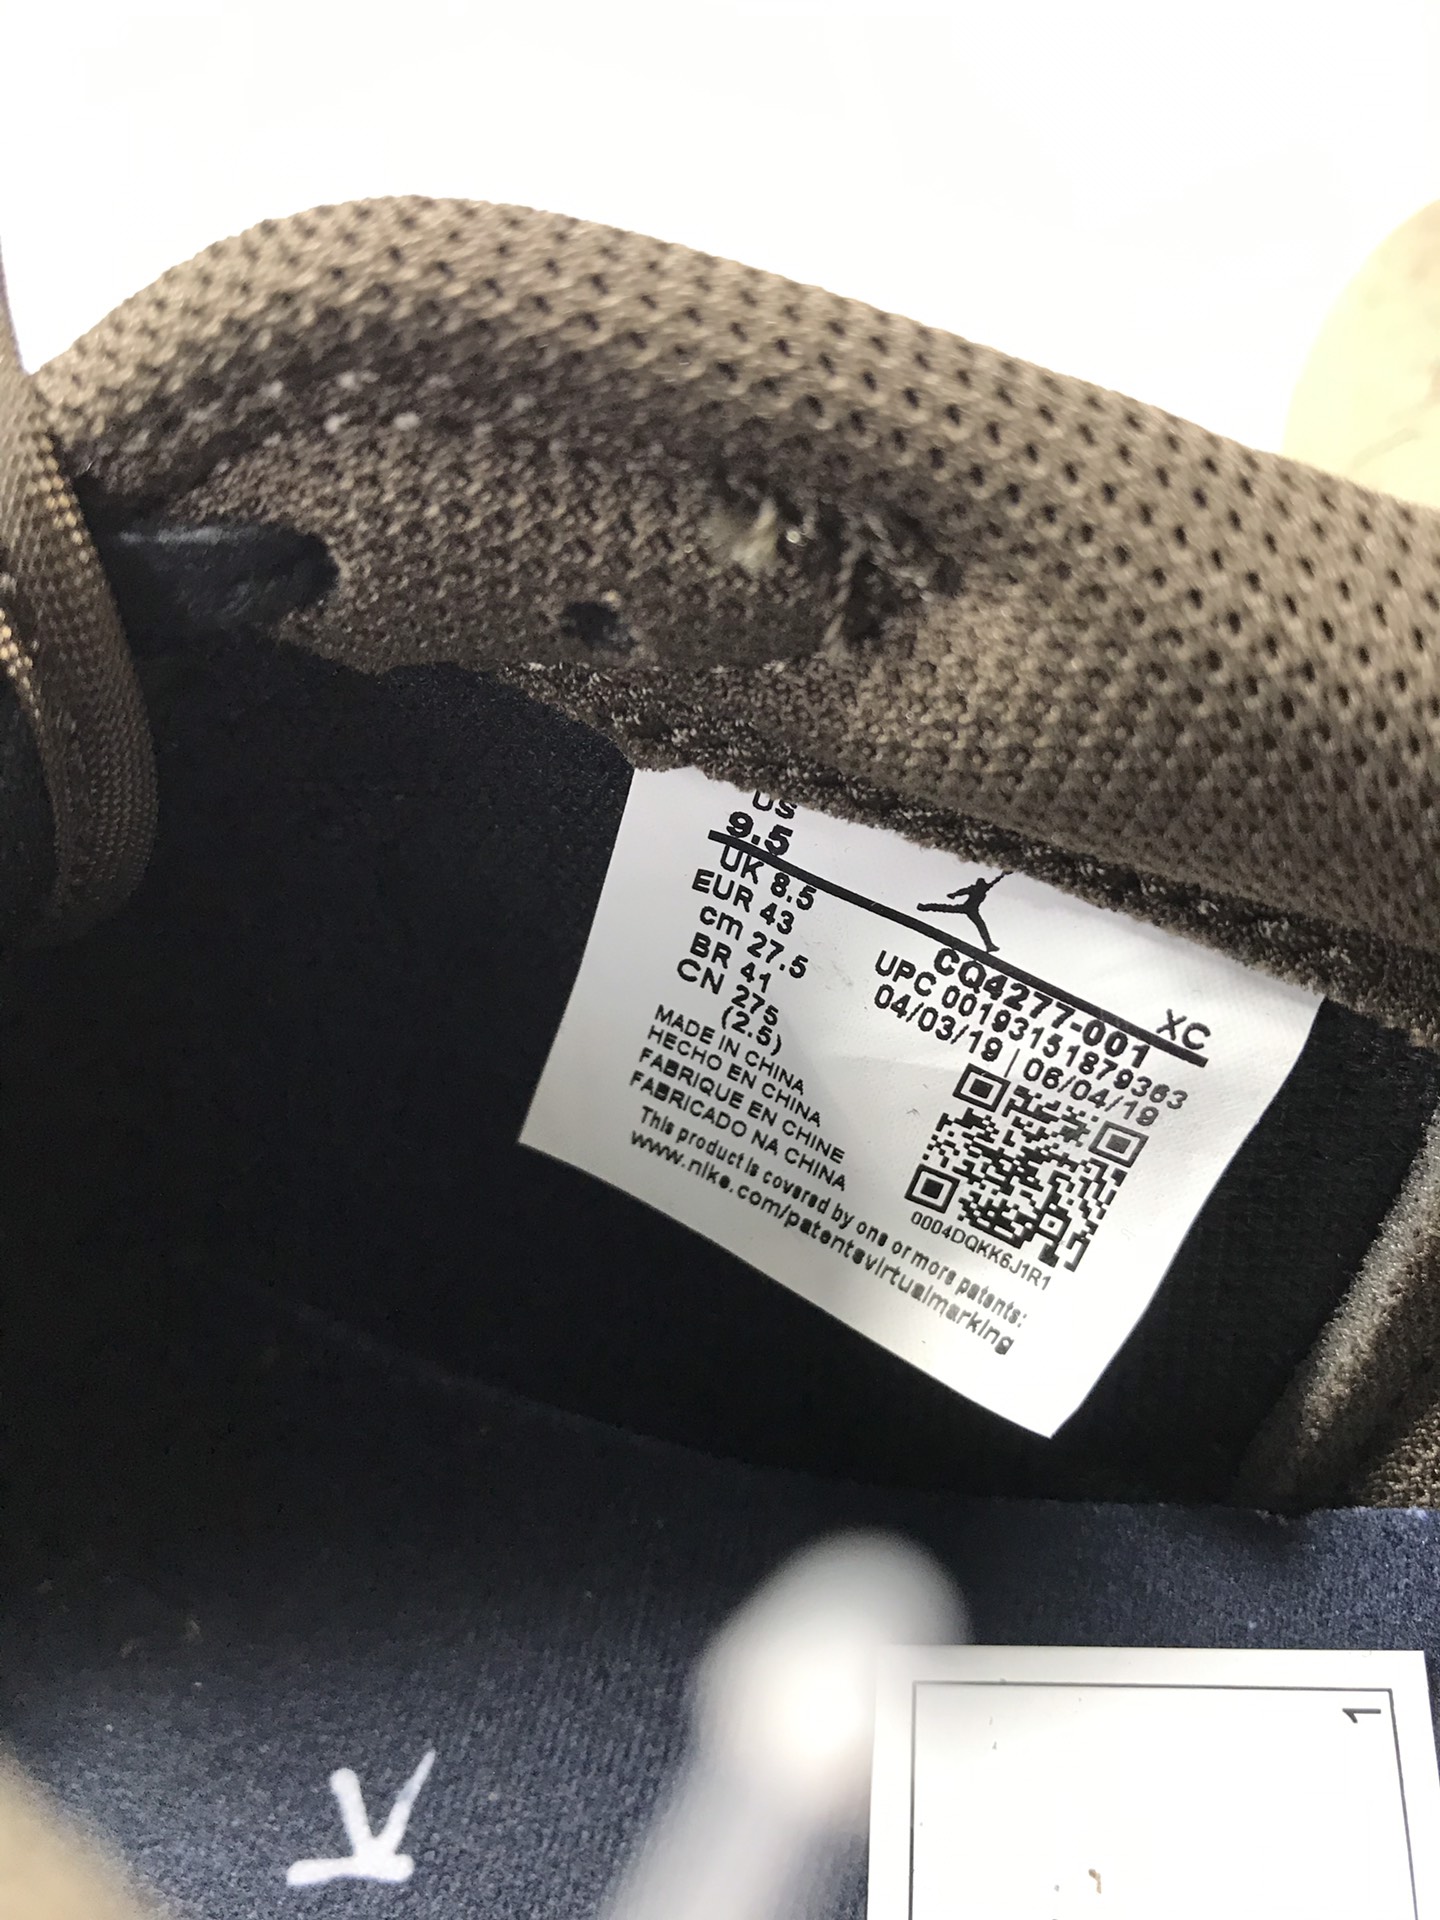 US
9.5
UK 8.5
EUR 43
cm 27.5
BR 41
CN 275
(2.5)
MADE IN CHINA
HECHO EN CHINA
FABRIQUE EN CHINE
FABRICADO NA CHINA
XC
CQ4277-001
UPC 00193151879363
04/03/19 | 06/04/19
0004DQKK6J1R1
This product is covered by one or more patents:
www.nike.com/patentsvirtualmarking
K
1